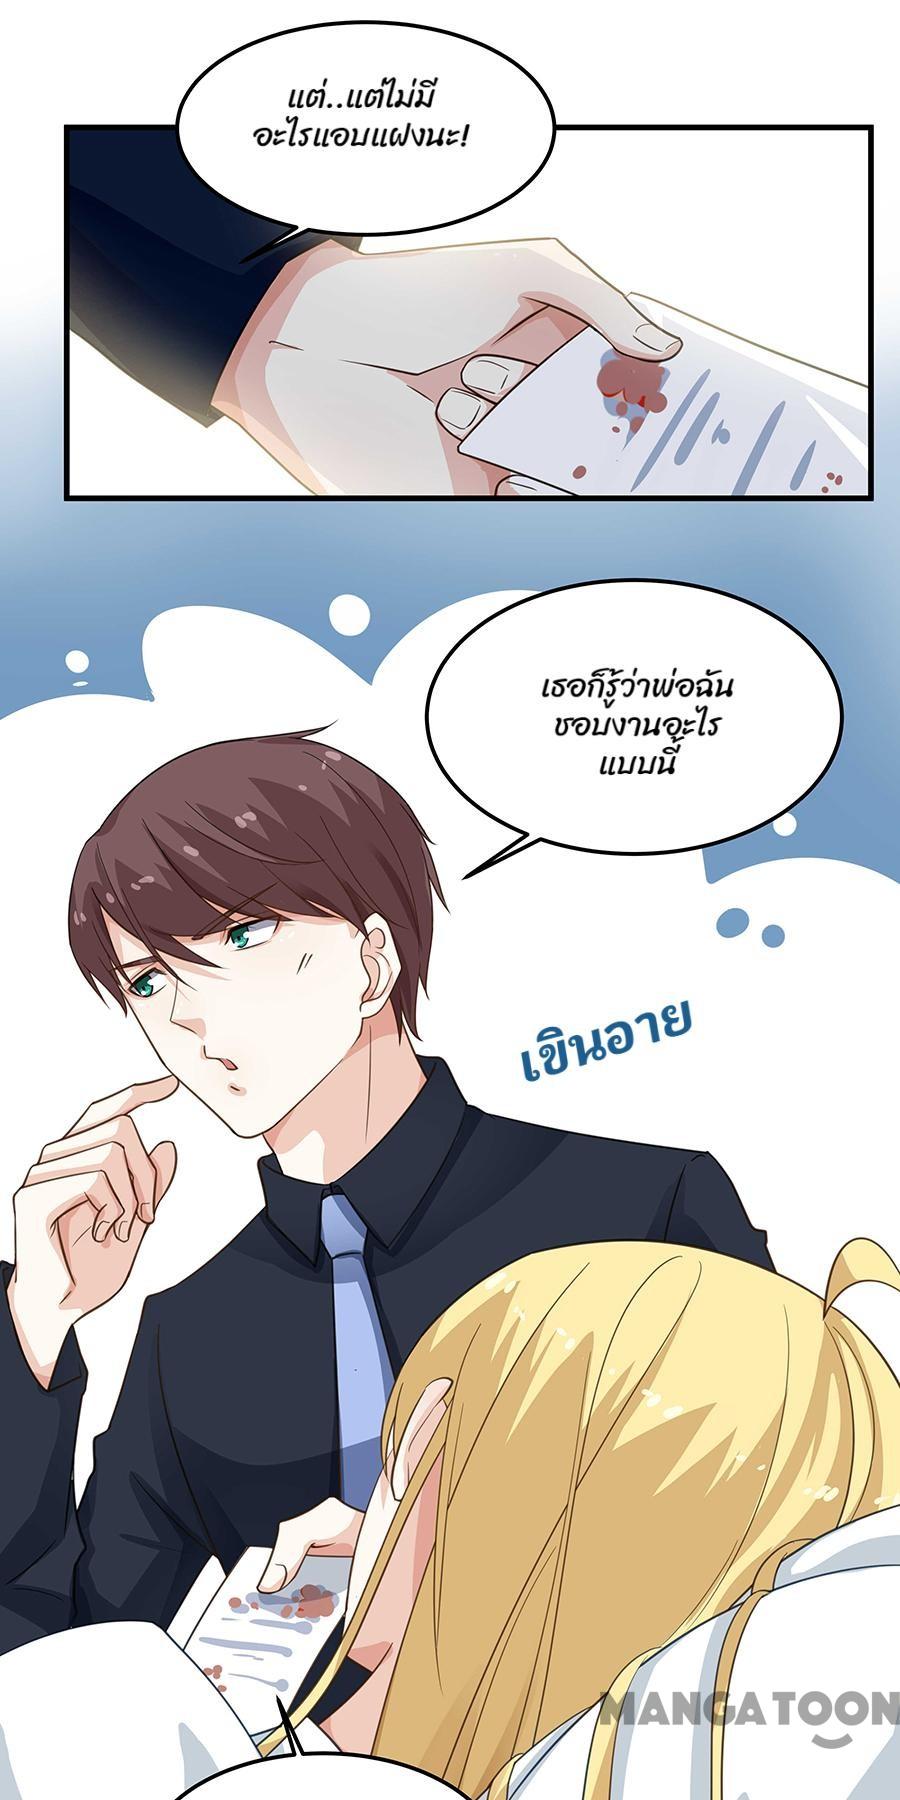 แต่..แต่ไม่มี
อะไรแอบแฝงนะ!
เธอก็รู้ว่าพ่อฉัน
ชอบงานอะไร
แบบนี้
เขินอาย
MANGATOON